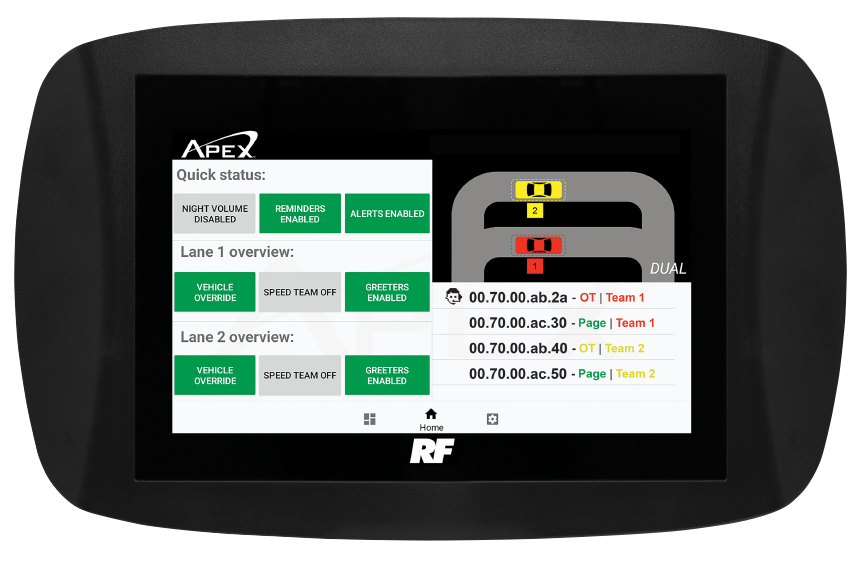 APEX
Quick status:
NIGHT VOLUME
DISABLED
REMINDERS
ENABLED
ALERTS ENABLED
Lane 1 overview:
VEHICLE
OVERRIDE
SPEED TEAM OFF
GREETERS
ENABLED
Lane 2 overview:
VEHICLE
OVERRIDE
SPEED TEAM OFF
GREETERS
ENABLED
2
1
DUAL
00.70.00.ab.2a - OT | Team 1
00.70.00.ac.30 - Page | Team 1
00.70.00.ab.40 - OT | Team 2
00.70.00.ac.50 - Page | Team 2
Home
RF